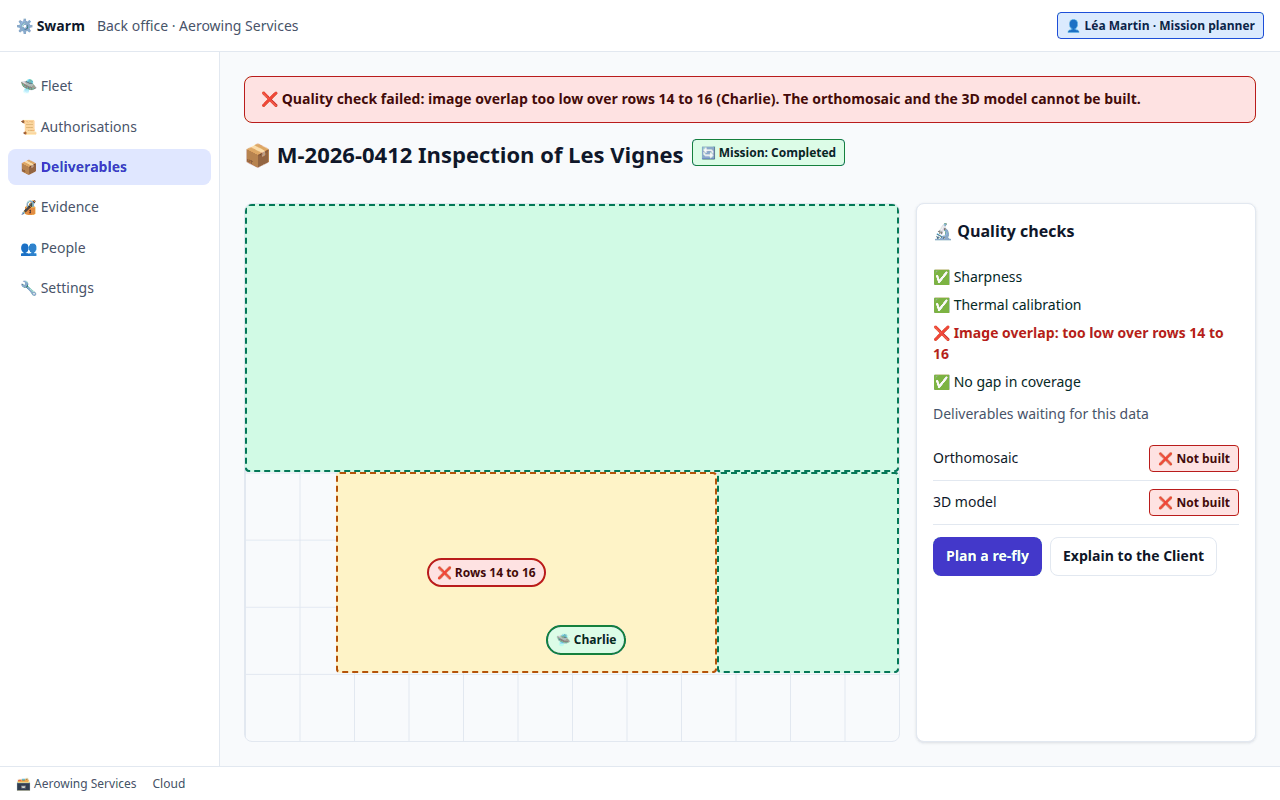 ⚙️ Swarm Back office · Aerowing Services
👤 Léa Martin · Mission planner
🛸 Fleet
📜 Authorisations
📦 Deliverables
🔏 Evidence
👥 People
🔧 Settings
❌ Quality check failed: image overlap too low over rows 14 to 16 (Charlie). The orthomosaic and the 3D model cannot be built.
📦 M-2026-0412 Inspection of Les Vignes
🔄 Mission: Completed
❌ Rows 14 to 16
🛸 Charlie
🔬 Quality checks
✅ Sharpness
✅ Thermal calibration
❌ Image overlap: too low over rows 14 to
16
✅ No gap in coverage
Deliverables waiting for this data
Orthomosaic ❌ Not built
3D model ❌ Not built
Plan a re-fly Explain to the Client
🗃️ Aerowing Services Cloud